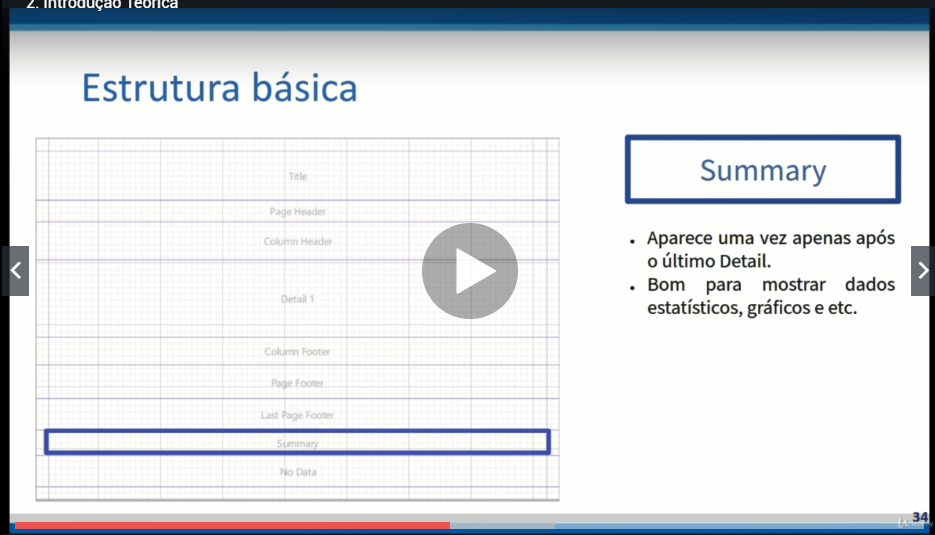 2. Introdução Teórica
Estrutura básica
Title
Page Header
Column Header
Detail 1
Column Footer
Page Footer
Last Page Footer
Summary
No Data
Summary
• Aparece uma vez apenas após
o último Detail.
• Bom para mostrar dados
estatísticos, gráficos e etc.
34